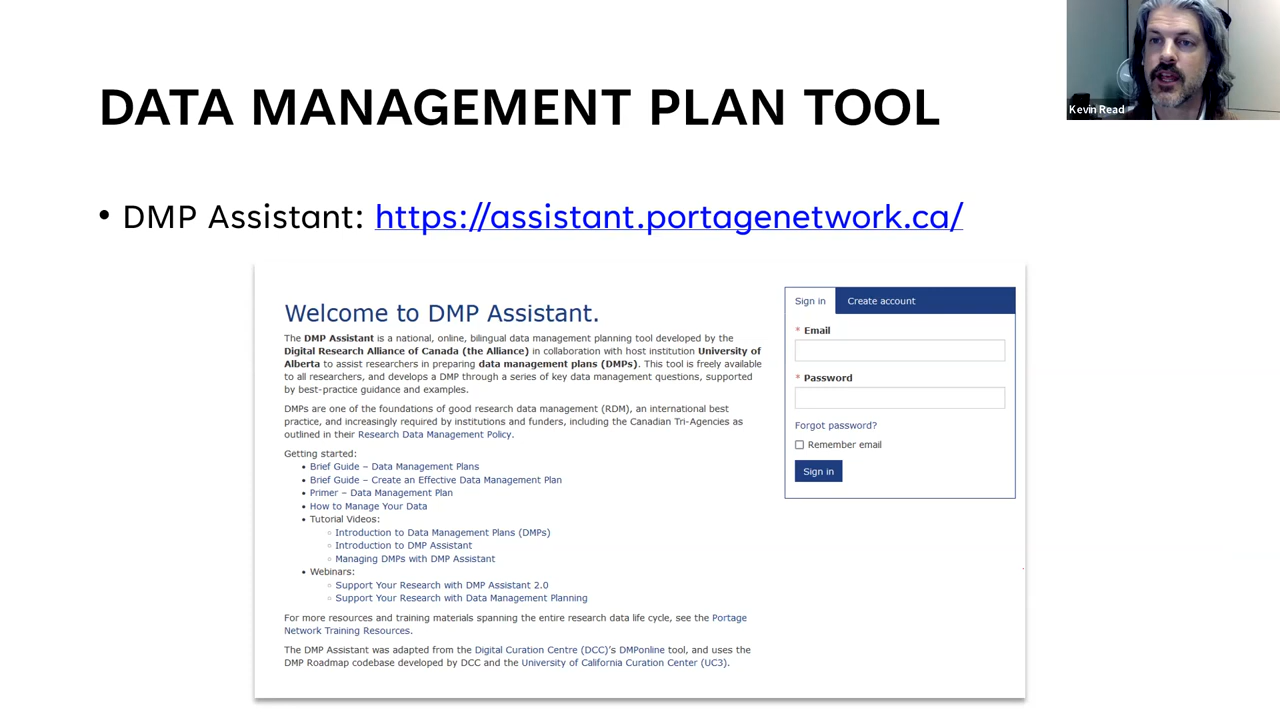 DATA MANAGEMENT PLAN TOOL
Kevin Read
• DMP Assistant: https://assistant.portagenetwork.ca/
Welcome to DMP Assistant.
The DMP Assistant is a national, online, bilingual data management planning tool developed by the
Digital Research Alliance of Canada (the Alliance) in collaboration with host institution University of
Alberta to assist researchers in preparing data management plans (DMPs). This tool is freely available
to all researchers, and develops a DMP through a series of key data management questions, supported
by best-practice guidance and examples.
DMPs are one of the foundations of good research data management (RDM), an international best
practice, and increasingly required by institutions and funders, including the Canadian Tri-Agencies as
outlined in their Research Data Management Policy.
Getting started:
• Brief Guide – Data Management Plans
• Brief Guide – Create an Effective Data Management Plan
• Primer – Data Management Plan
• How to Manage Your Data
• Tutorial Videos:
○ Introduction to Data Management Plans (DMPs)
○ Introduction to DMP Assistant
○ Managing DMPs with DMP Assistant
• Webinars:
○ Support Your Research with DMP Assistant 2.0
○ Support Your Research with Data Management Planning
For more resources and training materials spanning the entire research data life cycle, see the Portage
Network Training Resources.
The DMP Assistant was adapted from the Digital Curation Centre (DCC)'s DMPonline tool, and uses the
DMP Roadmap codebase developed by DCC and the University of California Curation Center (UC3).
Sign in Create account
* Email
* Password
Forgot password?
Remember email
Sign in